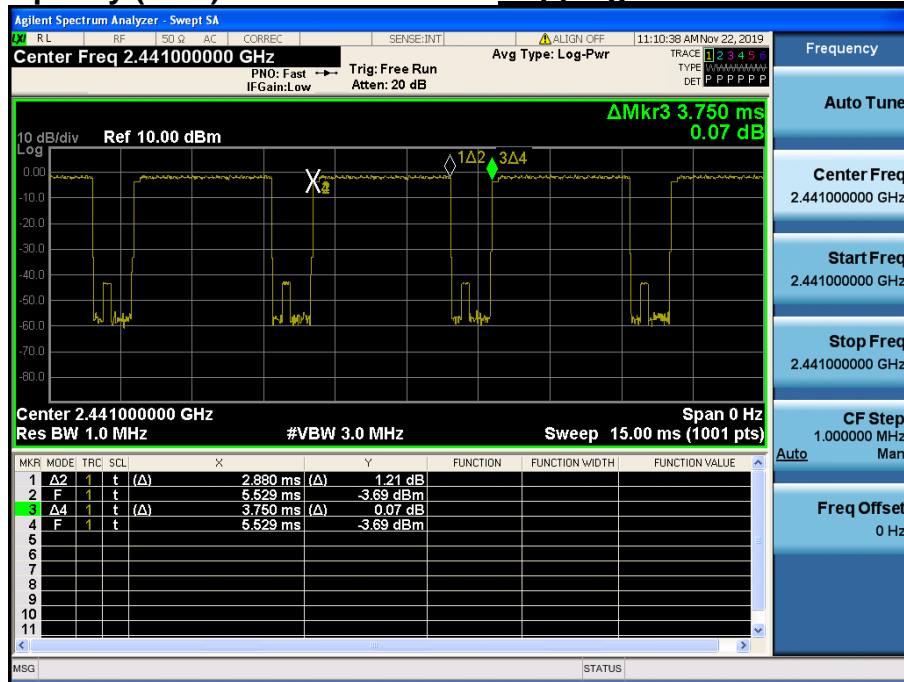 Agilent Spectrum Analyzer - Swept SA
LXI RL RF 50 Ω AC CORREC SENSE:INT ALIGN OFF 11:10:38 AM Nov 22, 2019
Center Freq 2.441000000 GHz Avg Type: Log-Pwr TRACE 1 2 3 4 5 6
PNO: Fast Trig: Free Run TYPE
IFGain:Low Atten: 20 dB DET P P P P P P
ΔMkr3 3.750 ms
10 dB/div Ref 10.00 dBm 0.07 dB
Log
1Δ2 3Δ4
0.00
-10.0
-20.0
-30.0
-40.0
-50.0
-60.0
-70.0
-80.0
Center 2.441000000 GHz Span 0 Hz
Res BW 1.0 MHz #VBW 3.0 MHz Sweep 15.00 ms (1001 pts)
MKR MODE TRC SCL X Y FUNCTION FUNCTION WIDTH FUNCTION VALUE
1 Δ2 1 t (Δ) 2.880 ms (Δ) 1.21 dB
2 F 1 t 5.529 ms -3.69 dBm
3 Δ4 1 t (Δ) 3.750 ms (Δ) 0.07 dB
4 F 1 t 5.529 ms -3.69 dBm
5
6
7
8
9
10
11
MSG STATUS
Frequency
Auto Tune
Center Freq
2.441000000 GHz
Start Freq
2.441000000 GHz
Stop Freq
2.441000000 GHz
CF Step
1.000000 MHz
Auto Man
Freq Offset
0 Hz